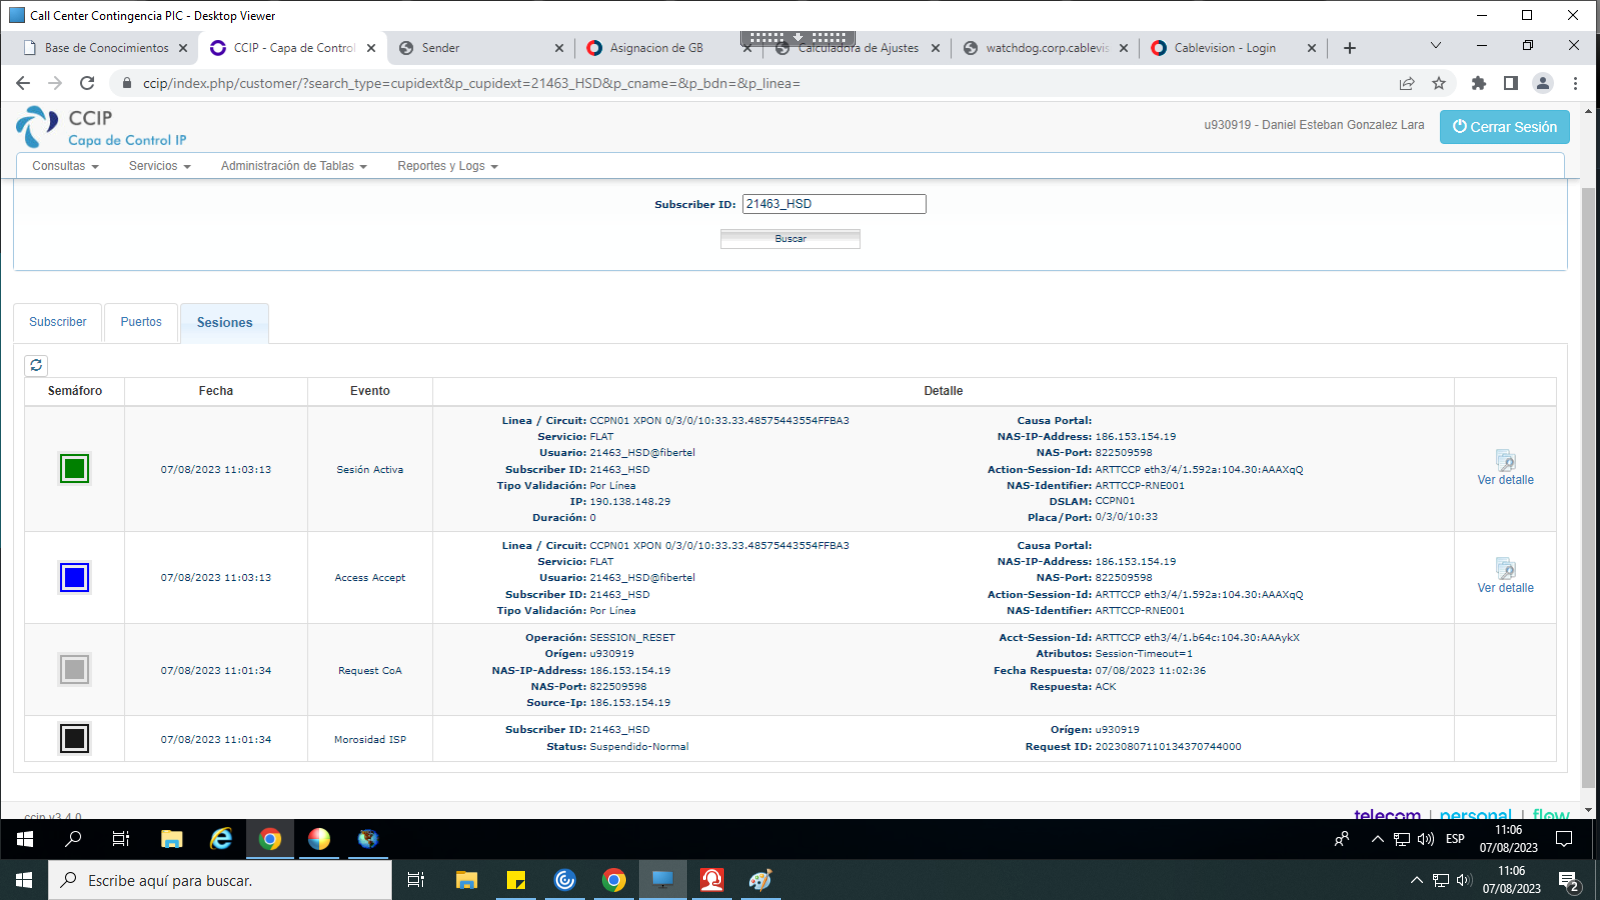 Call Center Contingencia PIC - Desktop Viewer
Base de Conocimientos
CCIP - Capa de Control
Sender
Asignacion de GB
Calculadora de Ajustes
watchdog.corp.cablevis
Cablevision - Login
ccip/index.php/customer/?search_type=cupidext&p_cupidext=21463_HSD&p_cname=&p_bdn=&p_linea=
CCIP
Capa de Control IP
u930919 - Daniel Esteban Gonzalez Lara
Cerrar Sesión
Consultas
Servicios
Administración de Tablas
Reportes y Logs
Subscriber ID: 21463_HSD
Buscar
Subscriber
Puertos
Sesiones
Semáforo Fecha Evento Detalle
07/08/2023 11:03:13
Sesión Activa
Linea / Circuit: CCPN01 XPON 0/3/0/10:33.33.48575443554FFBA3
Servicio: FLAT
Usuario: 21463_HSD@fibertel
Subscriber ID: 21463_HSD
Tipo Validación: Por Línea
IP: 190.138.148.29
Duración: 0
Causa Portal:
NAS-IP-Address: 186.153.154.19
NAS-Port: 822509598
Action-Session-Id: ARTTCCP eth3/4/1.592a:104.30:AAAXqQ
NAS-Identifier: ARTTCCP-RNE001
DSLAM: CCPN01
Placa/Port: 0/3/0/10:33
Ver detalle
07/08/2023 11:03:13
Access Accept
Linea / Circuit: CCPN01 XPON 0/3/0/10:33.33.48575443554FFBA3
Servicio: FLAT
Usuario: 21463_HSD@fibertel
Subscriber ID: 21463_HSD
Tipo Validación: Por Línea
Causa Portal:
NAS-IP-Address: 186.153.154.19
NAS-Port: 822509598
Action-Session-Id: ARTTCCP eth3/4/1.592a:104.30:AAAXqQ
NAS-Identifier: ARTTCCP-RNE001
Ver detalle
07/08/2023 11:01:34
Request CoA
Operación: SESSION_RESET
Orígen: u930919
NAS-IP-Address: 186.153.154.19
NAS-Port: 822509598
Source-Ip: 186.153.154.19
Acct-Session-Id: ARTTCCP eth3/4/1.b64c:104.30:AAAykX
Atributos: Session-Timeout=1
Fecha Respuesta: 07/08/2023 11:02:36
Respuesta: ACK
07/08/2023 11:01:34
Morosidad ISP
Subscriber ID: 21463_HSD
Status: Suspendido-Normal
Orígen: u930919
Request ID: 20230807110134370744000
ccip v3.4.0
telecom | personal | flow
ESP
11:06
07/08/2023
Escribe aquí para buscar.
11:06
07/08/2023
2